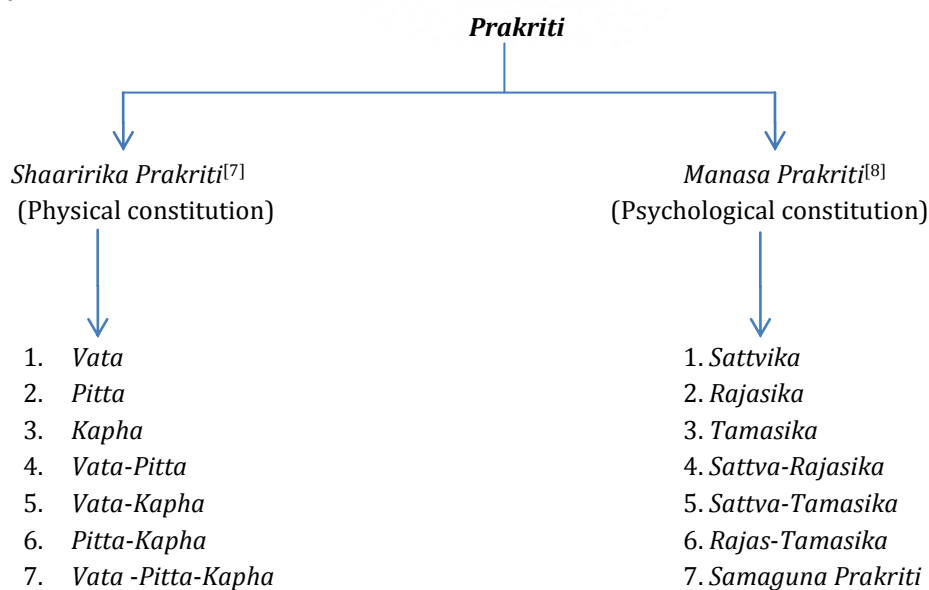 Prakriti
Shaaririka Prakriti[7]
(Physical constitution)
1. Vata
2. Pitta
3. Kapha
4. Vata-Pitta
5. Vata-Kapha
6. Pitta-Kapha
7. Vata -Pitta-Kapha
Manasa Prakriti[8]
(Psychological constitution)
1. Sattvika
2. Rajasika
3. Tamasika
4. Sattva-Rajasika
5. Sattva-Tamasika
6. Rajas-Tamasika
7. Samaguna Prakriti